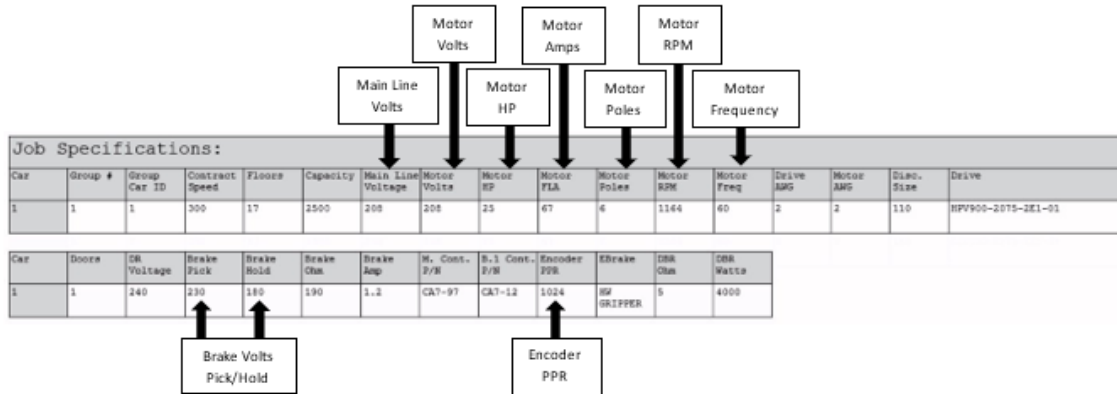 Motor
Volts
Motor
Amps
Motor
RPM
Main Line
Volts
Motor
HP
Motor
Poles
Motor
Frequency
Job Specifications:
Car Group # Group Car ID Contract Speed Floors Capacity Main Line Voltage Motor Volts Motor HP Motor FLA Motor Poles Motor RPM Motor Freq Drive AWG Motor AWG Disc. Size Drive
1 1 1 300 17 2500 208 208 25 67 6 1164 60 2 2 110 HPV900-2075-2E1-01
Car Doors DR Voltage Brake Pick Brake Hold Brake Ohm Brake Amp M. Cont. P/N B.1 Cont. P/N Encoder PPR EBrake DBR Ohm DBR Watts
1 1 240 230 180 190 1.2 CA7-97 CA7-12 1024 HW GRIPPER 5 4000
Brake Volts
Pick/Hold
Encoder
PPR